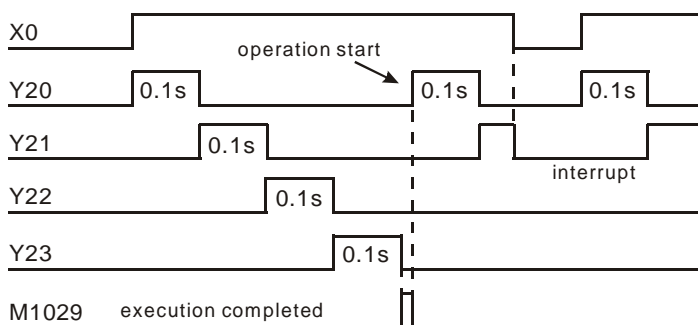 X0
operation start
Y20 0.1s 0.1s 0.1s
Y21 0.1s
interrupt
Y22 0.1s
Y23 0.1s
M1029 execution completed